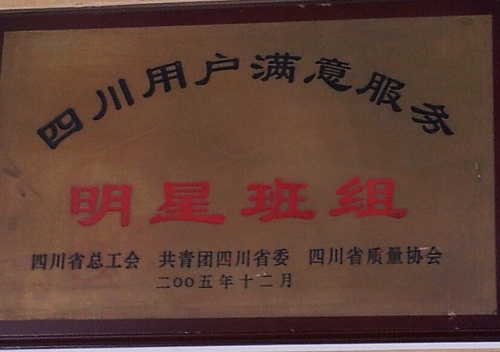 四川用户满意服务
明星班组
四川省总工会 共青团四川省委 四川省质量协会
二OO五年十二月